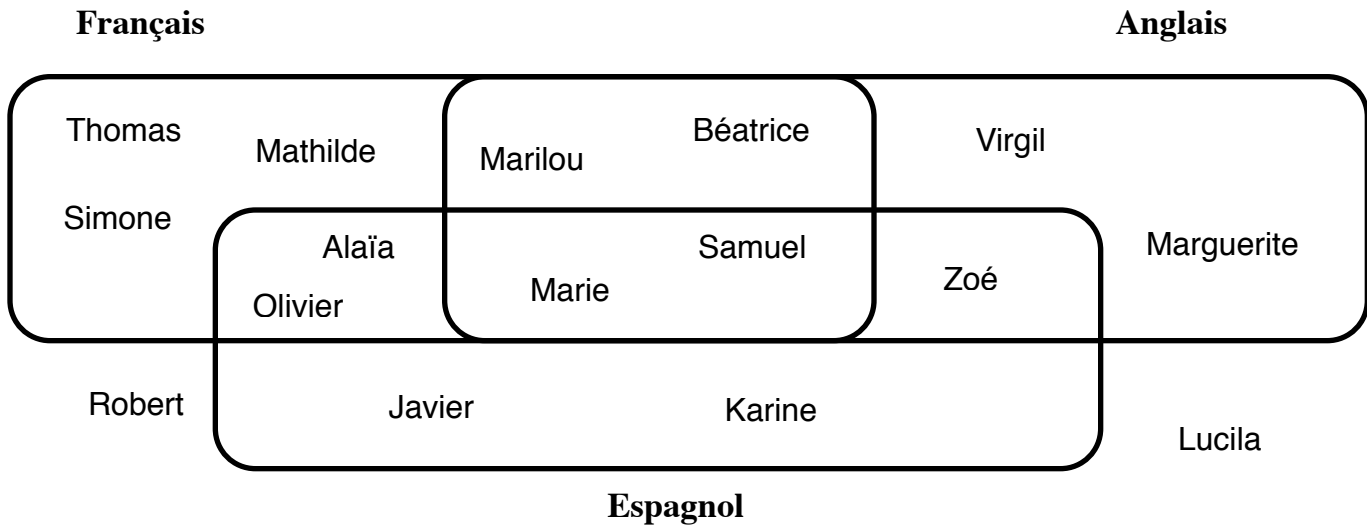 Français
Anglais
Thomas
Mathilde
Marilou
Béatrice
Virgil
Simone
Alaïa
Samuel
Marguerite
Olivier
Marie
Zoé
Robert
Javier
Karine
Lucila
Espagnol